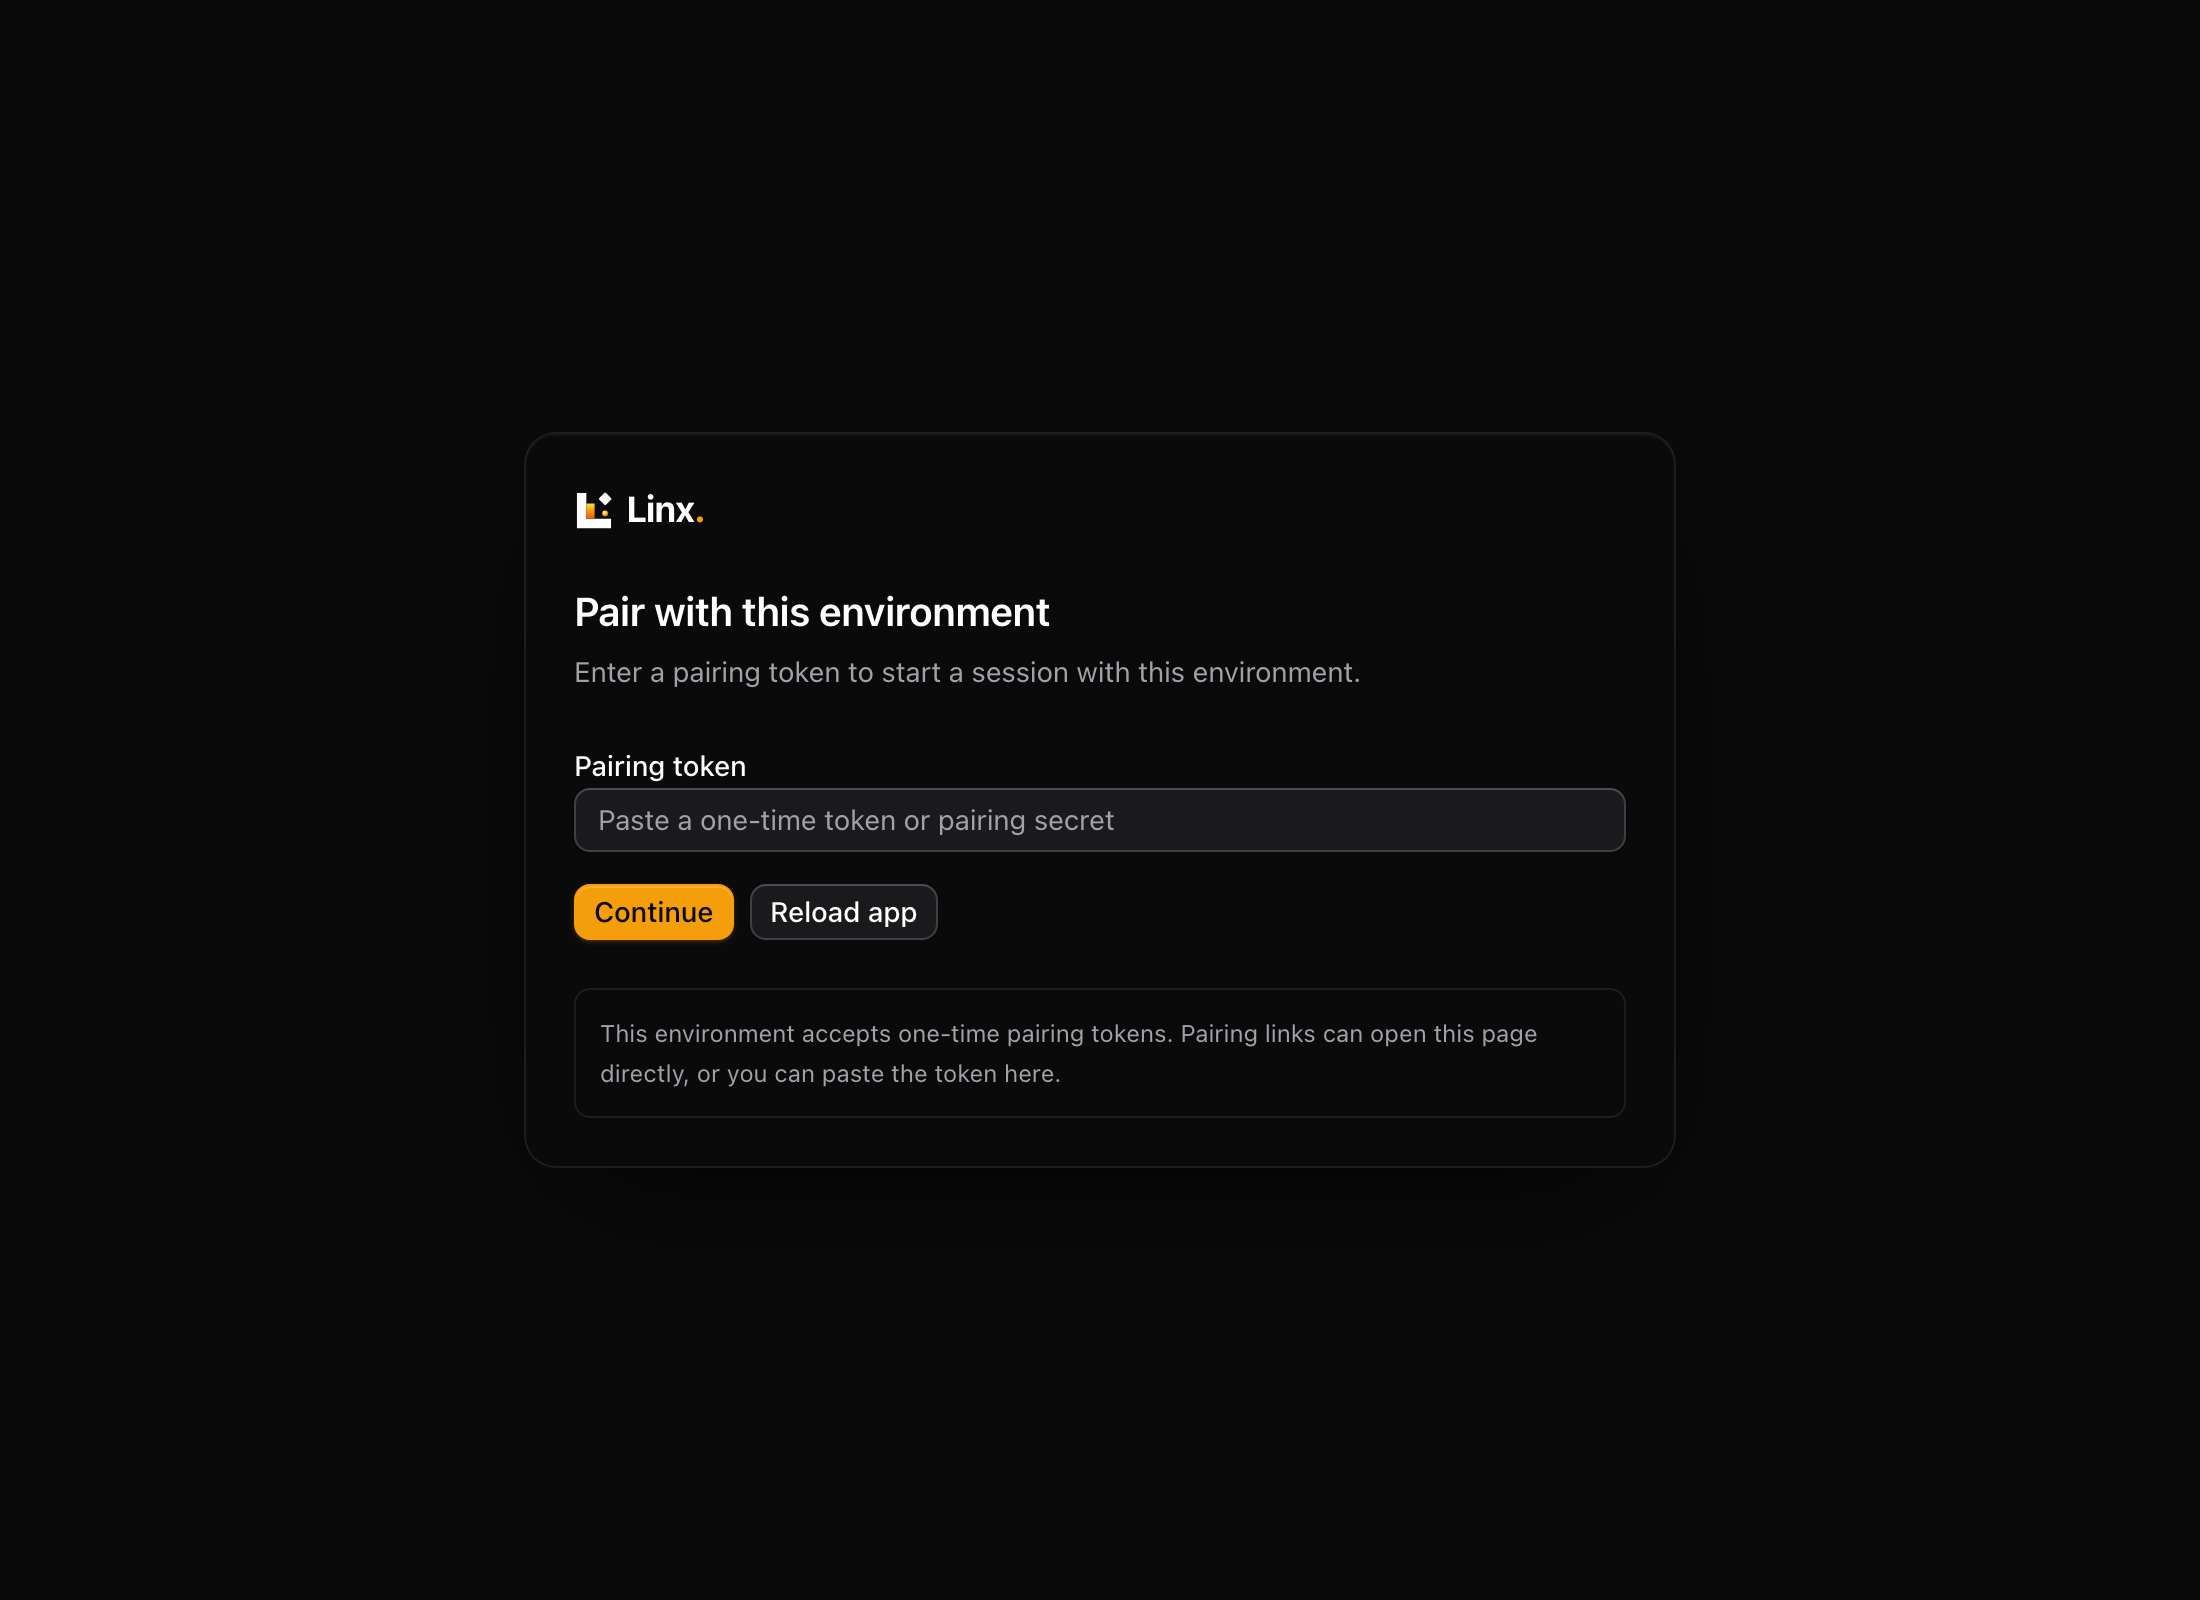 Linx.
Pair with this environment
Enter a pairing token to start a session with this environment.
Pairing token
Paste a one-time token or pairing secret
Continue
Reload app
This environment accepts one-time pairing tokens. Pairing links can open this page
directly, or you can paste the token here.